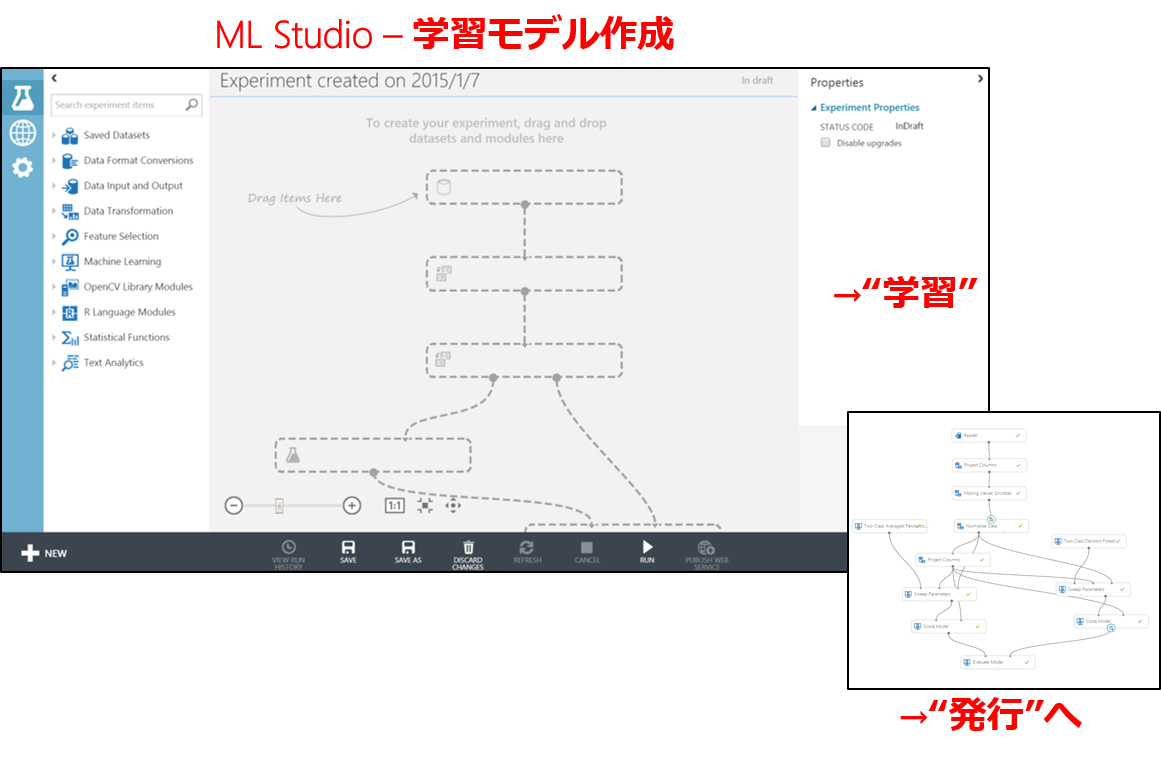 ML Studio – 学習モデル作成
Experiment created on 2015/1/7
In draft
Search experiment items
Saved Datasets
Data Format Conversions
Data Input and Output
Data Transformation
Feature Selection
Machine Learning
OpenCV Library Modules
R Language Modules
Statistical Functions
Text Analytics
To create your experiment, drag and drop
datasets and modules here
Drag Items Here
1:1
Properties
Experiment Properties
STATUS CODE InDraft
Disable upgrades
→“学習”
NEW
VIEW RUN
HISTORY
SAVE
SAVE AS
DISCARD
CHANGES
REFRESH
CANCEL
RUN
PUBLISH WEB
SERVICE
Reader
Project Columns
Missing Values Scrubber
Two-Class Averaged
Normalize Data
Two-Class Decision Forest
Project Columns
Sweep Parameters
Sweep Parameters
Score Model
Score Model
Evaluate Model
→“発行”へ